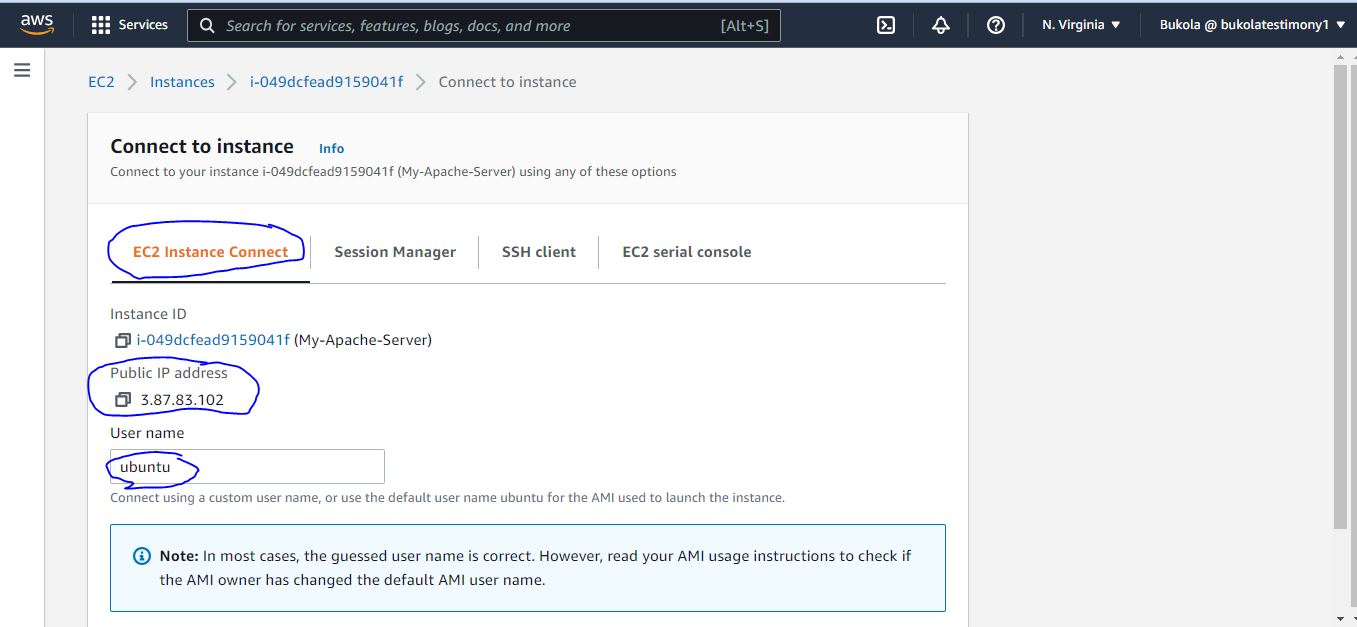 aws Services Search for services, features, blogs, docs, and more [Alt+S] N. Virginia Bukola @ bukolatestimony1
EC2 Instances i-049dcfead9159041f Connect to instance
Connect to instance Info
Connect to your instance i-049dcfead9159041f (My-Apache-Server) using any of these options
EC2 Instance Connect Session Manager SSH client EC2 serial console
Instance ID
i-049dcfead9159041f (My-Apache-Server)
Public IP address
3.87.83.102
User name
ubuntu
Connect using a custom user name, or use the default user name ubuntu for the AMI used to launch the instance.
Note: In most cases, the guessed user name is correct. However, read your AMI usage instructions to check if
the AMI owner has changed the default AMI user name.